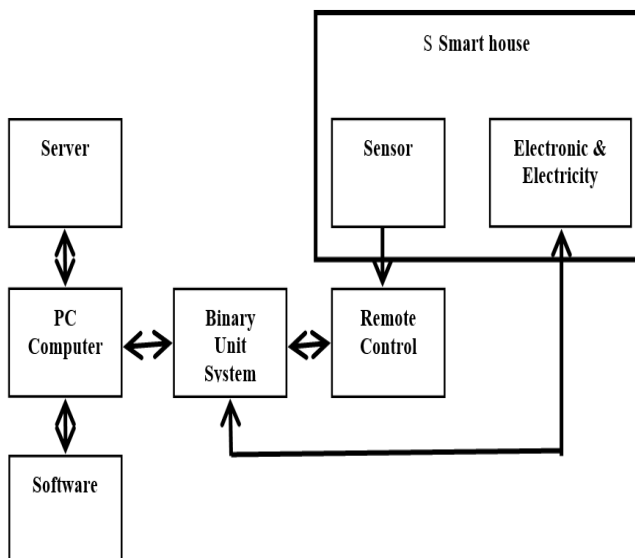 S Smart house
Server
Sensor
Electronic &
Electricity
PC
Computer
Binary
Unit
System
Remote
Control
Software